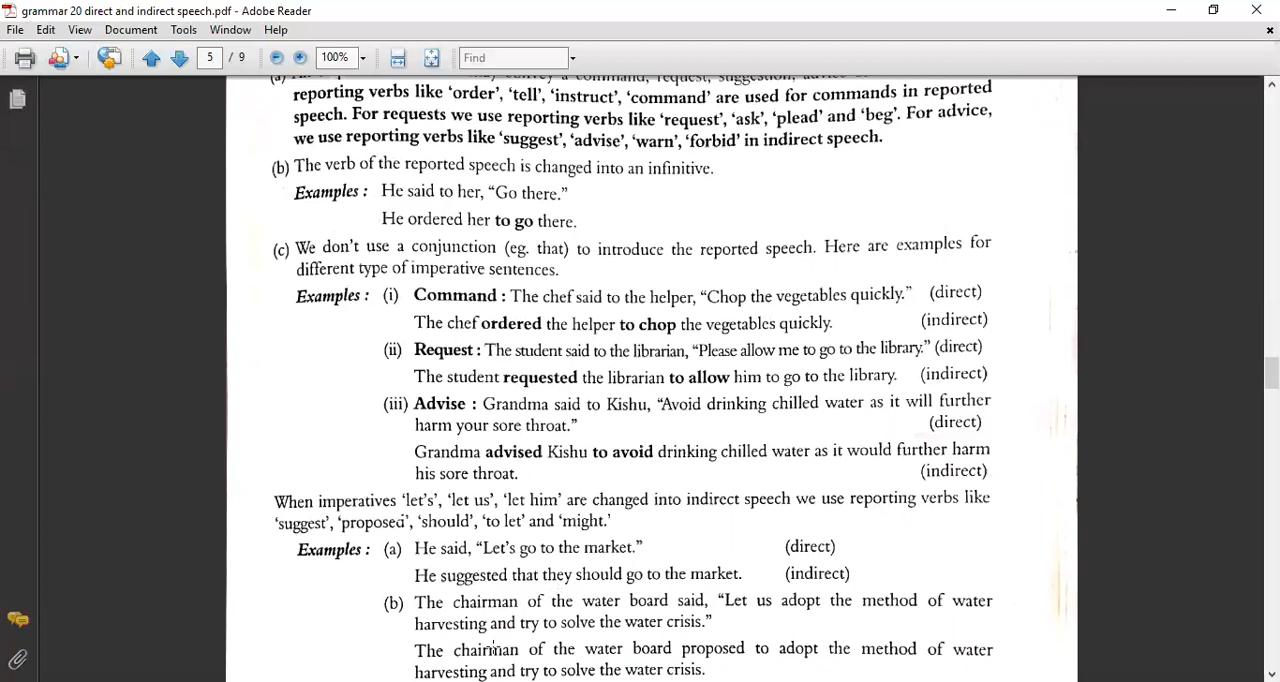 grammar 20 direct and indirect speech.pdf - Adobe Reader
File Edit View Document Tools Window Help
5 / 9 100% Find
reporting verbs like ‘order’, ‘tell’, ‘instruct’, ‘command’ are used for commands in reported
speech. For requests we use reporting verbs like ‘request’, ‘ask’, ‘plead’ and ‘beg’. For advice,
we use reporting verbs like ‘suggest’, ‘advise’, ‘warn’, ‘forbid’ in indirect speech.
(b) The verb of the reported speech is changed into an infinitive.
Examples : He said to her, “Go there.”
He ordered her to go there.
(c) We don’t use a conjunction (eg. that) to introduce the reported speech. Here are examples for
different type of imperative sentences.
Examples : (i) Command : The chef said to the helper, “Chop the vegetables quickly.” (direct)
The chef ordered the helper to chop the vegetables quickly. (indirect)
(ii) Request : The student said to the librarian, “Please allow me to go to the library.” (direct)
The student requested the librarian to allow him to go to the library. (indirect)
(iii) Advise : Grandma said to Kishu, “Avoid drinking chilled water as it will further
harm your sore throat.” (direct)
Grandma advised Kishu to avoid drinking chilled water as it would further harm
his sore throat. (indirect)
When imperatives ‘let’s’, ‘let us’, ‘let him’ are changed into indirect speech we use reporting verbs like
‘suggest’, ‘proposed’, ‘should’, ‘to let’ and ‘might.’
Examples : (a) He said, “Let’s go to the market.” (direct)
He suggested that they should go to the market. (indirect)
(b) The chairman of the water board said, “Let us adopt the method of water
harvesting and try to solve the water crisis.”
The chairman of the water board proposed to adopt the method of water
harvesting and try to solve the water crisis.